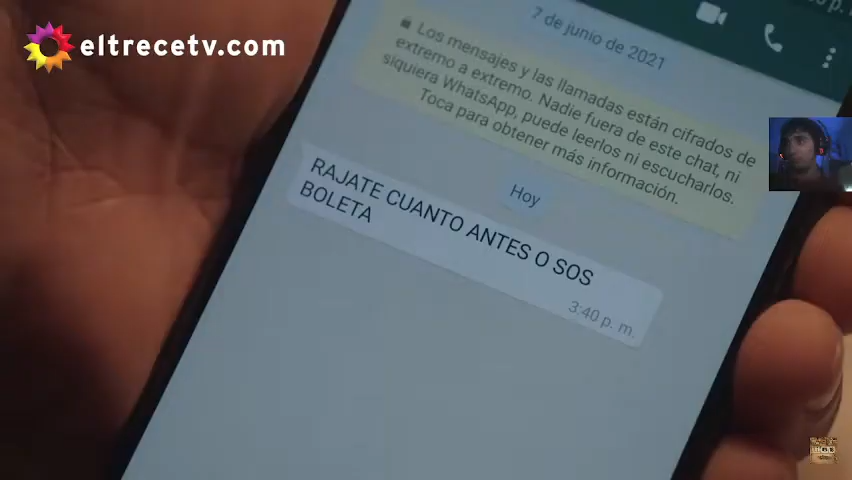 eltrecetv.com
7 de junio de 2021
Los mensajes y las llamadas están cifrados de
extremo a extremo. Nadie fuera de este chat, ni
siquiera WhatsApp, puede leerlos ni escucharlos.
Toca para obtener más información.
Hoy
RAJATE CUANTO ANTES O SOS
BOLETA
3:40 p. m.